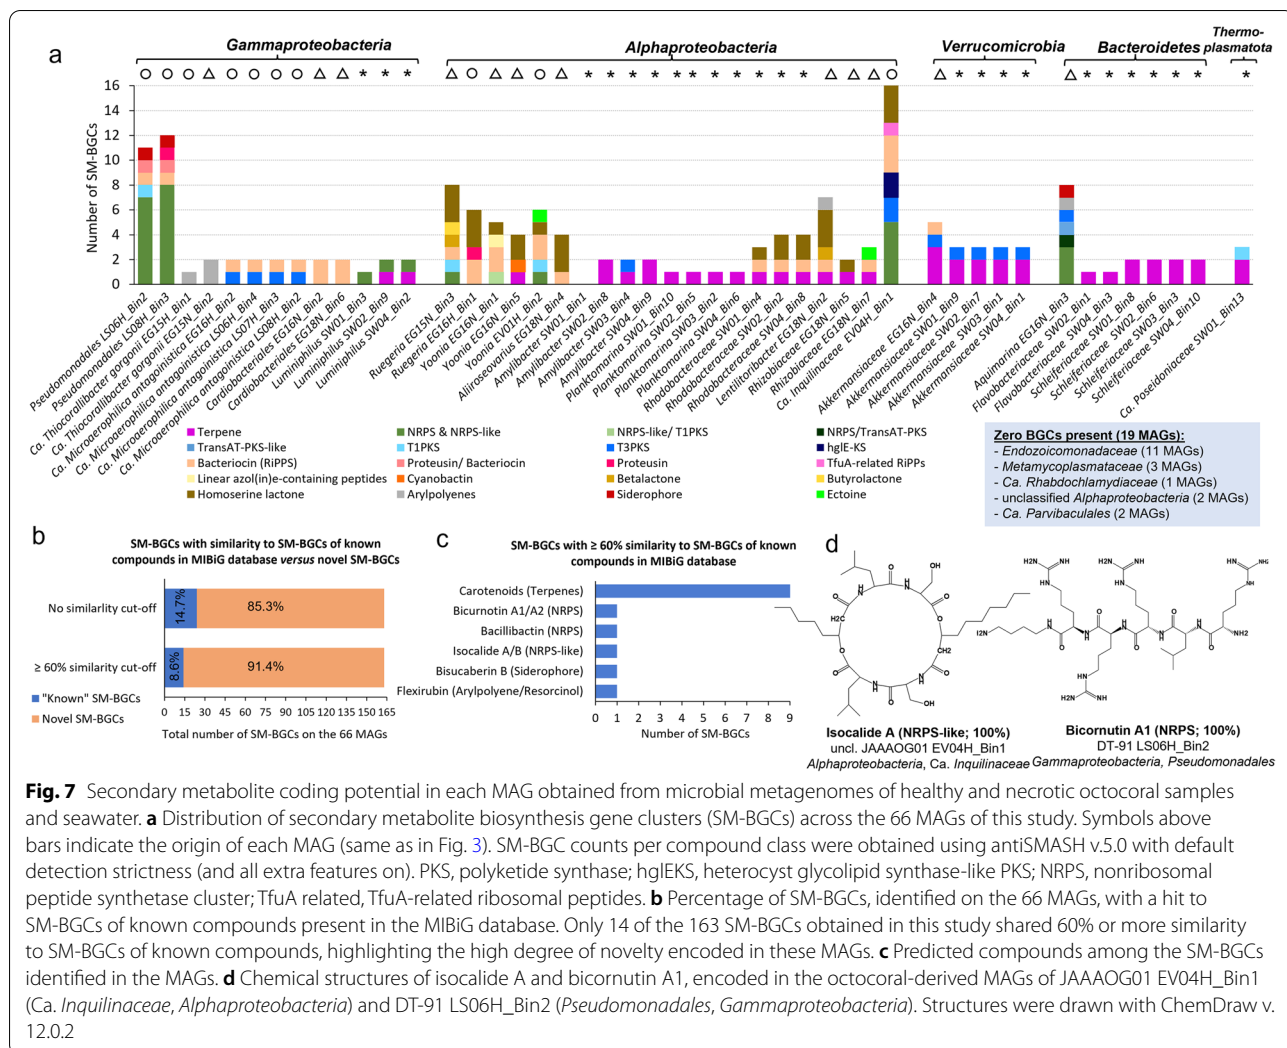 a
Gammaproteobacteria
Alphaproteobacteria
Verrucomicrobia
Bacteroidetes
Thermo-
plasmatota
Number of SM-BGCs
16
14
12
10
8
6
4
2
0
Pseudomonadales LS06H_Bin2
Pseudomonadales LS08H_Bin3
Ca. Thiocorallibacter gorgonii EG15H_Bin1
Ca. Thiocorallibacter gorgonii EG15N_Bin2
Ca. Microaerophilica antagonistica EG16H_Bin2
Ca. Microaerophilica antagonistica LS06H_Bin4
Ca. Microaerophilica antagonistica LS07H_Bin3
Ca. Microaerophilica antagonistica LS08H_Bin2
Cardiobacteriales EG16N_Bin2
Cardiobacteriales EG18N_Bin6
Luminiphilus SW01_Bin3
Luminiphilus SW02_Bin9
Luminiphilus SW04_Bin2
Ruegeria EG15N_Bin3
Ruegeria EG16H_Bin1
Yoonia EG16N_Bin1
Yoonia EG16N_Bin5
Yoonia EV01H_Bin2
Aliiroseovarius EG18N_Bin4
Amylibacter SW01_Bin1
Amylibacter SW02_Bin8
Amylibacter SW03_Bin4
Amylibacter SW04_Bin9
Planktomarina SW01_Bin10
Planktomarina SW02_Bin5
Planktomarina SW03_Bin2
Planktomarina SW04_Bin6
Rhodobacteraceae SW01_Bin4
Rhodobacteraceae SW02_Bin2
Rhodobacteraceae SW04_Bin8
Lentilitoribacter EG18N_Bin2
Rhizobiaceae EG18N_Bin5
Rhizobiaceae EG18N_Bin7
Ca. Inquilinaceae EV04H_Bin1
Akkermansiaceae EG16N_Bin4
Akkermansiaceae SW01_Bin9
Akkermansiaceae SW02_Bin7
Akkermansiaceae SW03_Bin1
Akkermansiaceae SW04_Bin1
Aquimarina EG16N_Bin3
Flavobacteriaceae SW02_Bin1
Flavobacteriaceae SW04_Bin3
Schleiferiaceae SW01_Bin8
Schleiferiaceae SW02_Bin6
Schleiferiaceae SW03_Bin3
Schleiferiaceae SW04_Bin10
Ca. Poseidoniaceae SW01_Bin13
Terpene
NRPS & NRPS-like
NRPS-like/ T1PKS
NRPS/TransAT-PKS
TransAT-PKS-like
T1PKS
T3PKS
hglE-KS
Bacteriocin (RiPPS)
Proteusin/ Bacteriocin
Proteusin
TfuA-related RiPPs
Linear azol(in)e-containing peptides
Cyanobactin
Betalactone
Butyrolactone
Homoserine lactone
Arylpolyenes
Siderophore
Ectoine
Zero BGCs present (19 MAGs):
- Endozoicomonadaceae (11 MAGs)
- Metamycoplasmataceae (3 MAGs)
- Ca. Rhabdochlamydiaceae (1 MAGs)
- unclassified Alphaproteobacteria (2 MAGs)
- Ca. Parvibaculales (2 MAGs)
b
SM-BGCs with similarity to SM-BGCs of known
compounds in MIBiG database versus novel SM-BGCs
No similarlity cut-off
14.7%
85.3%
≥ 60% similarity cut-off
8.6%
91.4%
"Known" SM-BGCs
Novel SM-BGCs
0 15 30 45 60 75 90 105 120 135 150 165
Total number of SM-BGCs on the 66 MAGs
c
SM-BGCs with ≥ 60% similarity to SM-BGCs of known
compounds in MIBiG database
Carotenoids (Terpenes)
Bicurnotin A1/A2 (NRPS)
Bacillibactin (NRPS)
Isocalide A/B (NRPS-like)
Bisucaberin B (Siderophore)
Flexirubin (Arylpolyene/Resorcinol)
0 1 2 3 4 5 6 7 8 9
Number of SM-BGCs
d
Isocalide A (NRPS-like; 100%)
uncl. JAAAOG01 EV04H_Bin1
Alphaproteobacteria, Ca. Inquilinaceae
Bicornutin A1 (NRPS; 100%)
DT-91 LS06H_Bin2
Gammaproteobacteria, Pseudomonadales
Fig. 7 Secondary metabolite coding potential in each MAG obtained from microbial metagenomes of healthy and necrotic octocoral samples
and seawater. a Distribution of secondary metabolite biosynthesis gene clusters (SM-BGCs) across the 66 MAGs of this study. Symbols above
bars indicate the origin of each MAG (same as in Fig. 3). SM-BGC counts per compound class were obtained using antiSMASH v.5.0 with default
detection strictness (and all extra features on). PKS, polyketide synthase; hglEKS, heterocyst glycolipid synthase-like PKS; NRPS, nonribosomal
peptide synthetase cluster; TfuA related, TfuA-related ribosomal peptides. b Percentage of SM-BGCs, identified on the 66 MAGs, with a hit to
SM-BGCs of known compounds present in the MIBiG database. Only 14 of the 163 SM-BGCs obtained in this study shared 60% or more similarity
to SM-BGCs of known compounds, highlighting the high degree of novelty encoded in these MAGs. c Predicted compounds among the SM-BGCs
identified in the MAGs. d Chemical structures of isocalide A and bicornutin A1, encoded in the octocoral-derived MAGs of JAAAOG01 EV04H_Bin1
(Ca. Inquilinaceae, Alphaproteobacteria) and DT-91 LS06H_Bin2 (Pseudomonadales, Gammaproteobacteria). Structures were drawn with ChemDraw v.
12.0.2